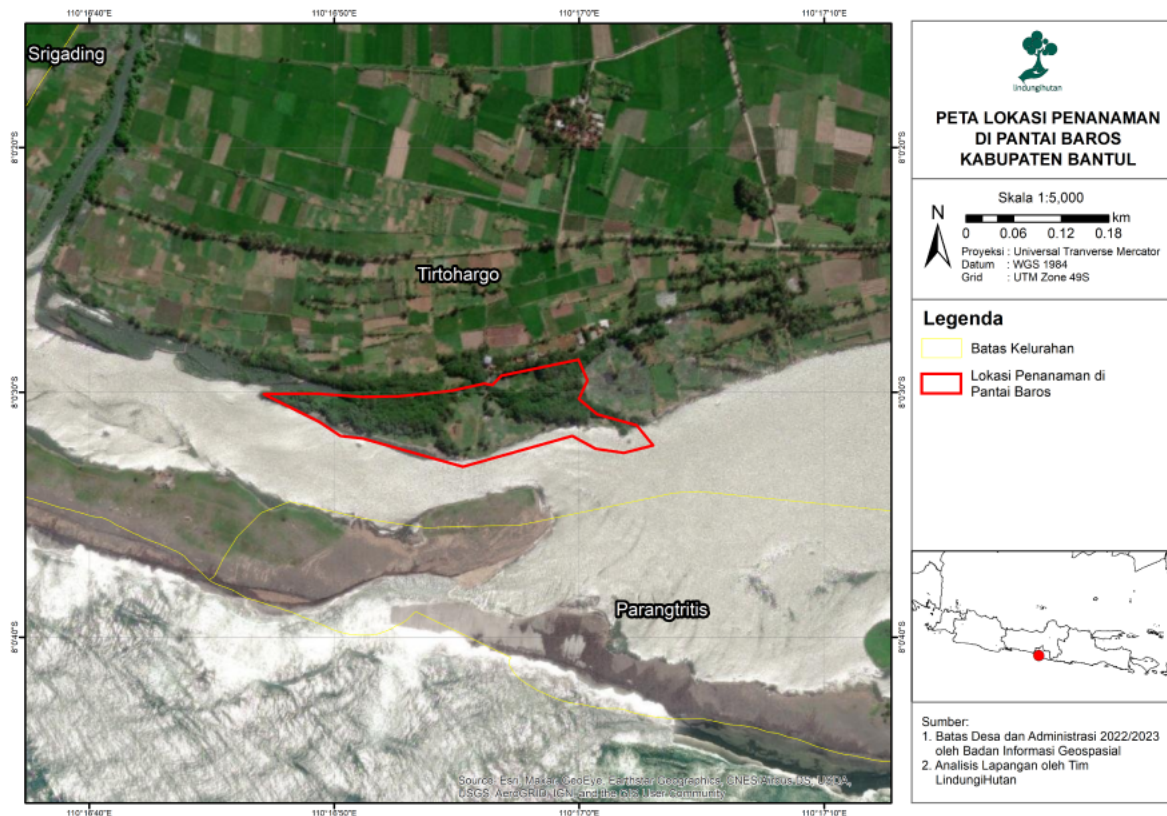 110°16'40"E
110°16'50"E
110°17'0"E
110°17'10"E
Srigading
8°0'20"S
8°0'20"S
Tirtohargo
8°0'30"S
8°0'30"S
Parangtritis
8°0'40"S
8°0'40"S
Source: Esri, Maxar, GeoEye, Earthstar Geographics, CNES/Airbus DS, USDA,
USGS, AeroGRID, IGN, and the GIS User Community
110°16'40"E
110°16'50"E
110°17'0"E
110°17'10"E
lindungihutan
PETA LOKASI PENANAMAN
DI PANTAI BAROS
KABUPATEN BANTUL
Skala 1:5,000
N
km
0 0.06 0.12 0.18
Proyeksi : Universal Tranverse Mercator
Datum : WGS 1984
Grid : UTM Zone 49S
Legenda
Batas Kelurahan
Lokasi Penanaman di
Pantai Baros
Sumber:
1. Batas Desa dan Administrasi 2022/2023
oleh Badan Informasi Geospasial
2. Analisis Lapangan oleh Tim
LindungiHutan